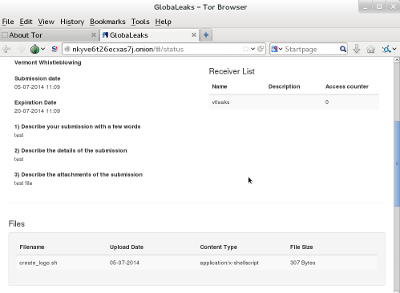 GlobaLeaks - Tor Browser
File Edit View History Bookmarks Tools Help
About Tor
GlobaLeaks
nkyve6t26ecxas7j.onion/#/status
Startpage
Vermont Whistleblowing
Submission date
05-07-2014 11:09
Expiration Date
20-07-2014 11:09
1) Describe your submission with a few words
test
2) Describe the details of the submission
test
3) Describe the attachments of the submission
test file
Receiver List
Name Description Access counter
vtleaks 0
Files
Filename Upload Date Content Type File Size
create_logo.sh 05-07-2014 application/x-shellscript 307 Bytes